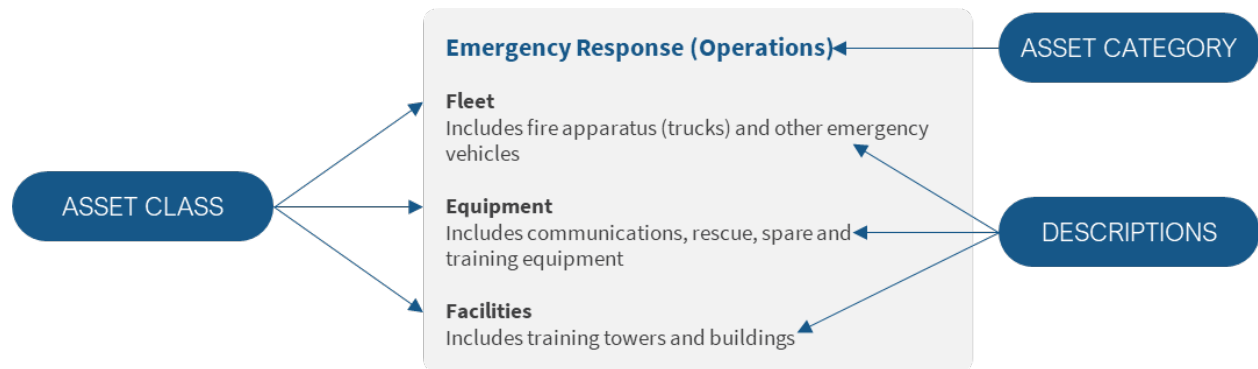 Emergency Response (Operations)
ASSET CATEGORY
Fleet
Includes fire apparatus (trucks) and other emergency
vehicles
ASSET CLASS
Equipment
Includes communications, rescue, spare and
training equipment
DESCRIPTIONS
Facilities
Includes training towers and buildings